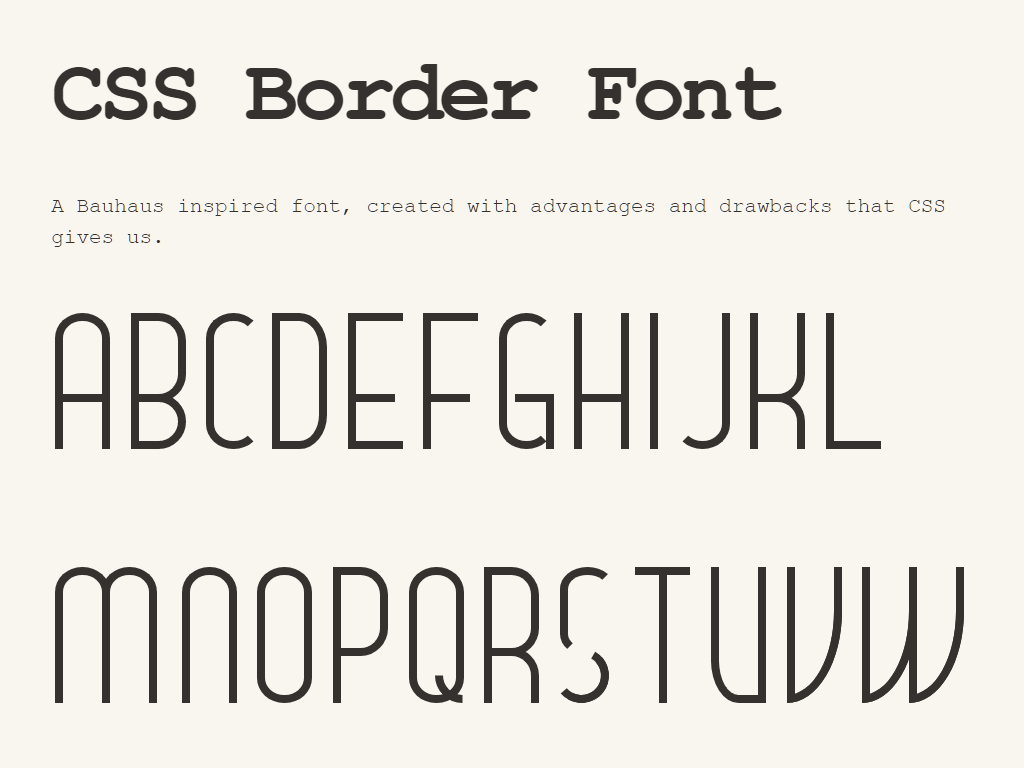 CSS Border Font
A Bauhaus inspired font, created with advantages and drawbacks that CSS
gives us.
ABCDEFGHIJKL
MNOPQRSTUVW